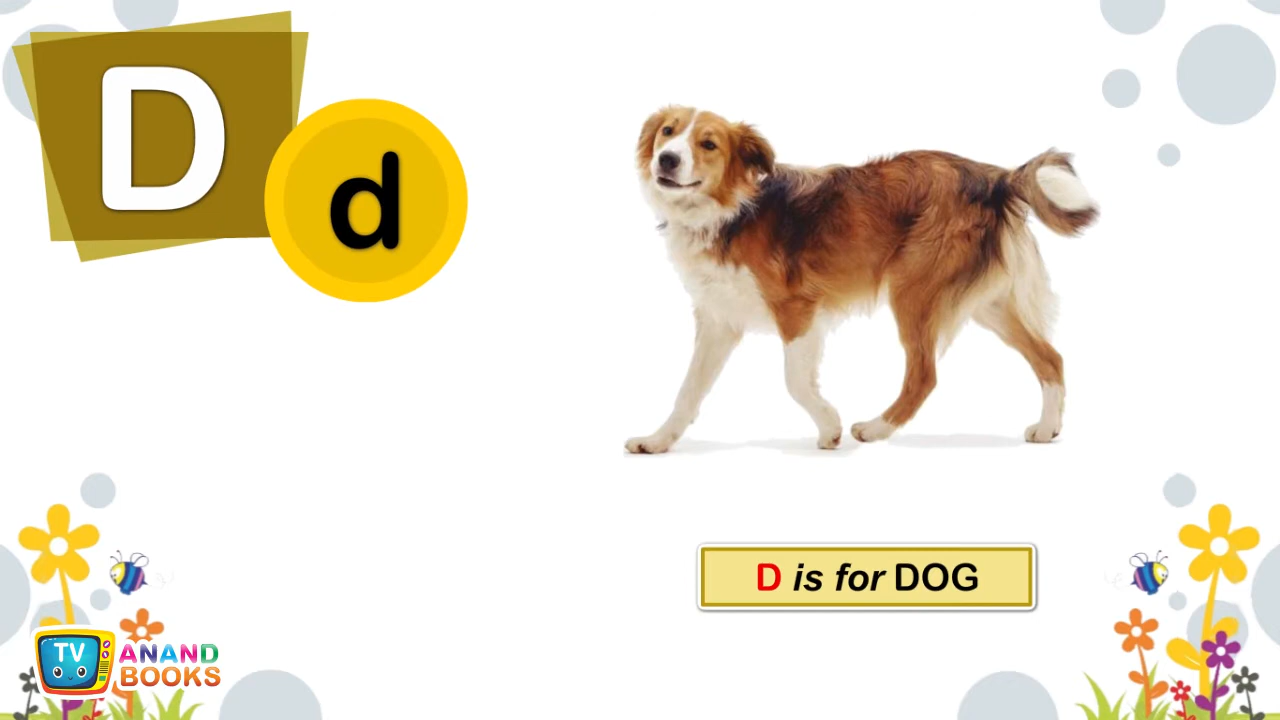 D
d
D is for DOG
TV
ANAND
BOOKS